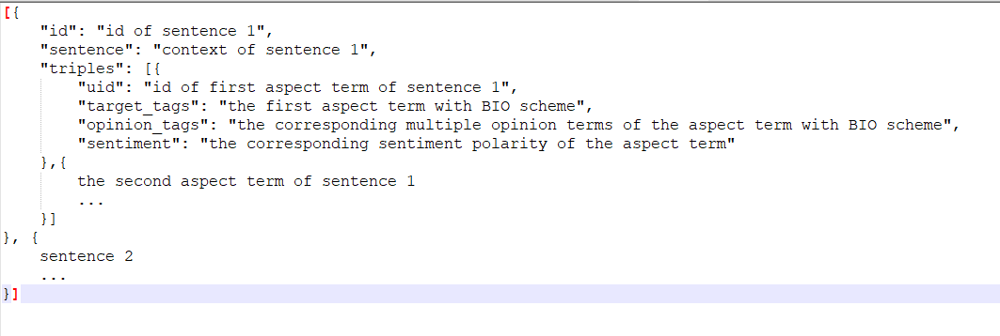 [{
    "id": "id of sentence 1",
    "sentence": "context of sentence 1",
    "triples": [{
        "uid": "id of first aspect term of sentence 1",
        "target_tags": "the first aspect term with BIO scheme",
        "opinion_tags": "the corresponding multiple opinion terms of the aspect term with BIO scheme",
        "sentiment": "the corresponding sentiment polarity of the aspect term"
    },{
        the second aspect term of sentence 1
        ...
    }]
}, {
    sentence 2
    ...
}]